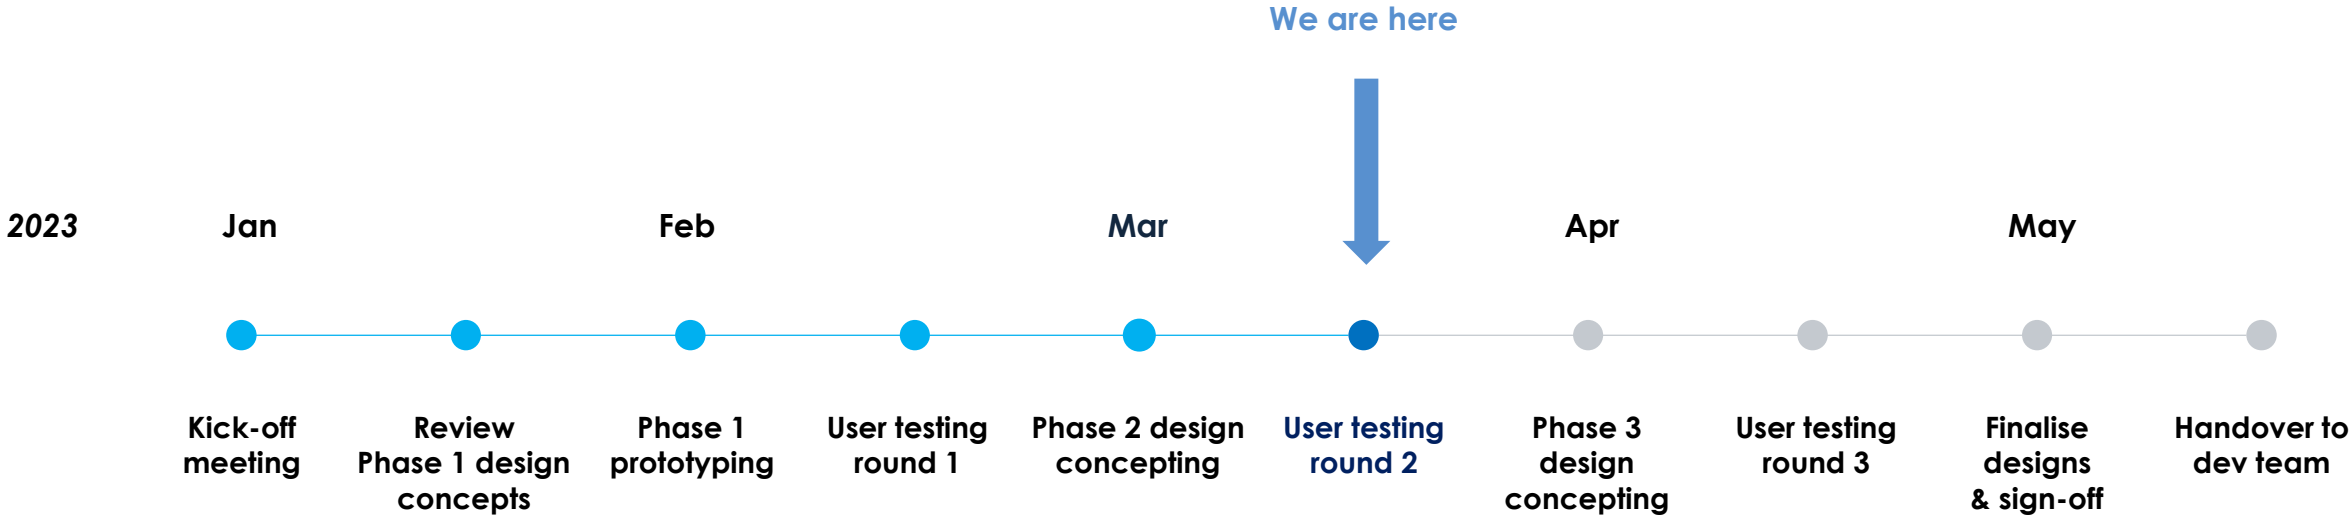 We are here
2023
Jan
Feb
Mar
Apr
May
Kick-off
meeting
Review
Phase 1 design
concepts
Phase 1
prototyping
User testing
round 1
Phase 2 design
concepting
User testing
round 2
Phase 3
design
concepting
User testing
round 3
Finalise
designs
& sign-off
Handover to
dev team